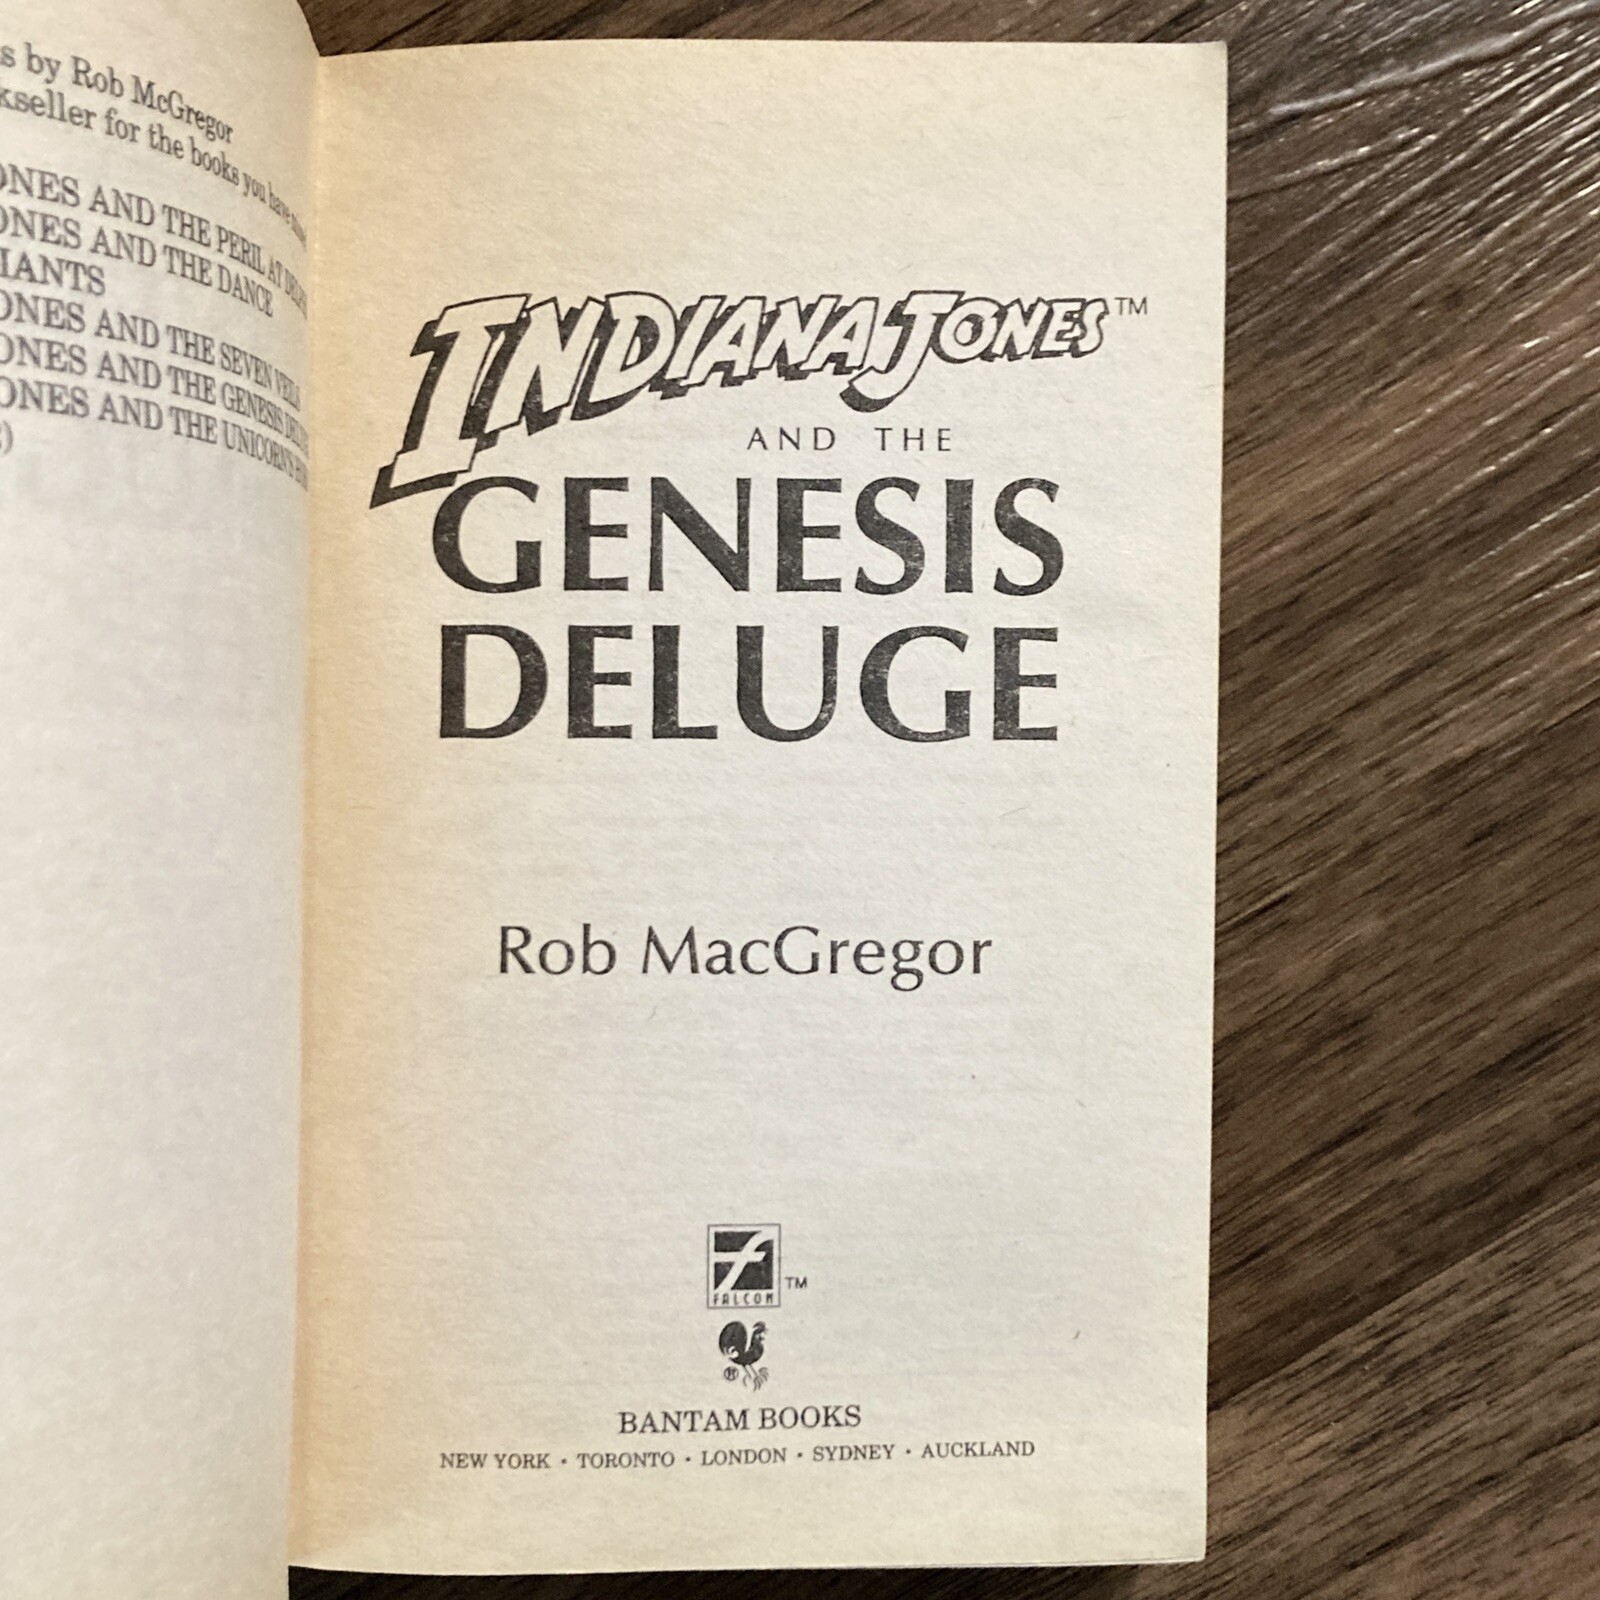 s by Rob McGregor
kseller for the books you have
ONES AND THE PERIL AT
ONES AND THE DANCE
IANTS
ONES AND THE SEVEN VEILS
ONES AND THE GENESIS
ONES AND THE UNICORN'S
)
INDIANA JONES™
AND THE
GENESIS
DELUGE
Rob MacGregor
f
FALCON ™
®
BANTAM BOOKS
NEW YORK · TORONTO · LONDON · SYDNEY · AUCKLAND